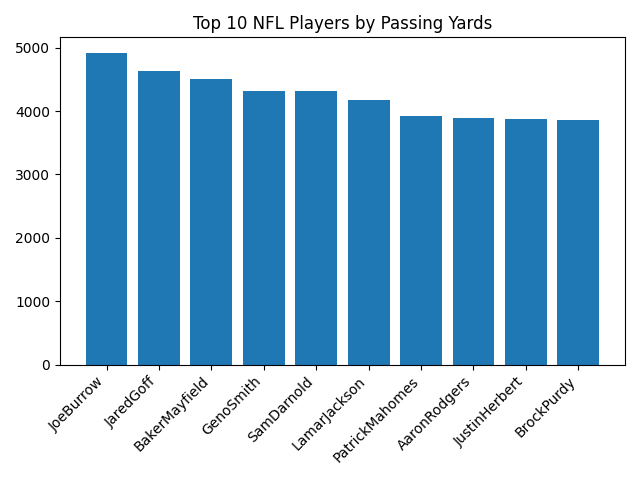 Top 10 NFL Players by Passing Yards
5000
4000
3000
2000
1000
0
JoeBurrow
JaredGoff
BakerMayfield
GenoSmith
SamDarnold
LamarJackson
PatrickMahomes
AaronRodgers
JustinHerbert
BrockPurdy